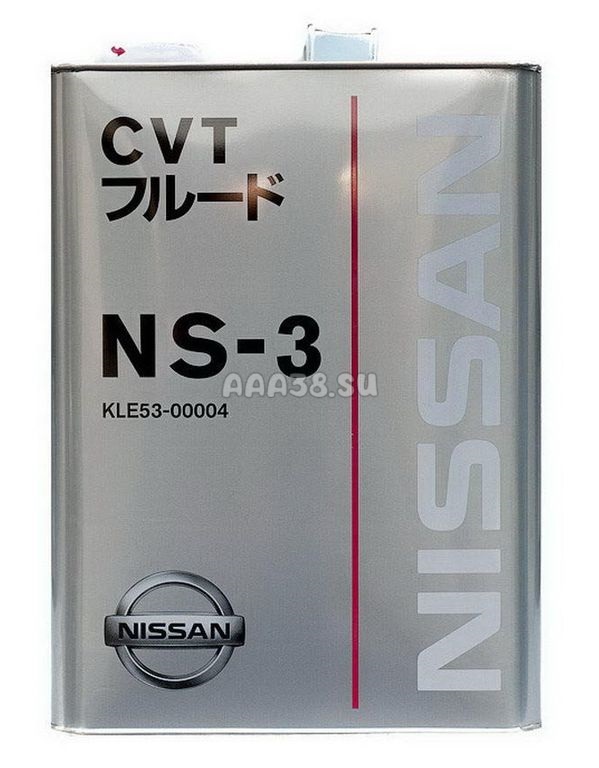 CVT
フルード
NS-3
AAA38.SU
KLE53-00004
NISSAN
NISSAN